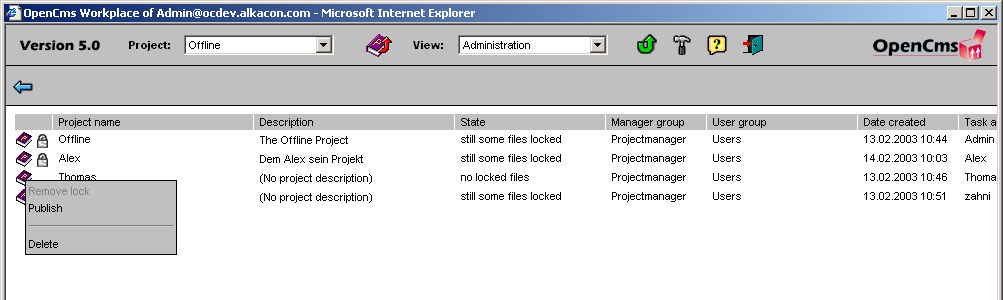 OpenCms Workplace of Admin@ocdev.alkacon.com - Microsoft Internet Explorer
Version 5.0 Project: Offline View: Administration ? OpenCms
Project name Description State Manager group User group Date created Task a
Offline The Offline Project still some files locked Projectmanager Users 13.02.2003 10:44 Admin
Alex Dem Alex sein Projekt still some files locked Projectmanager Users 14.02.2003 10:03 Alex
Thomas (No project description) no locked files Projectmanager Users 13.02.2003 10:46 Thoma
(No project description) still some files locked Projectmanager Users 13.02.2003 10:51 zahni
Remove lock
Publish
Delete